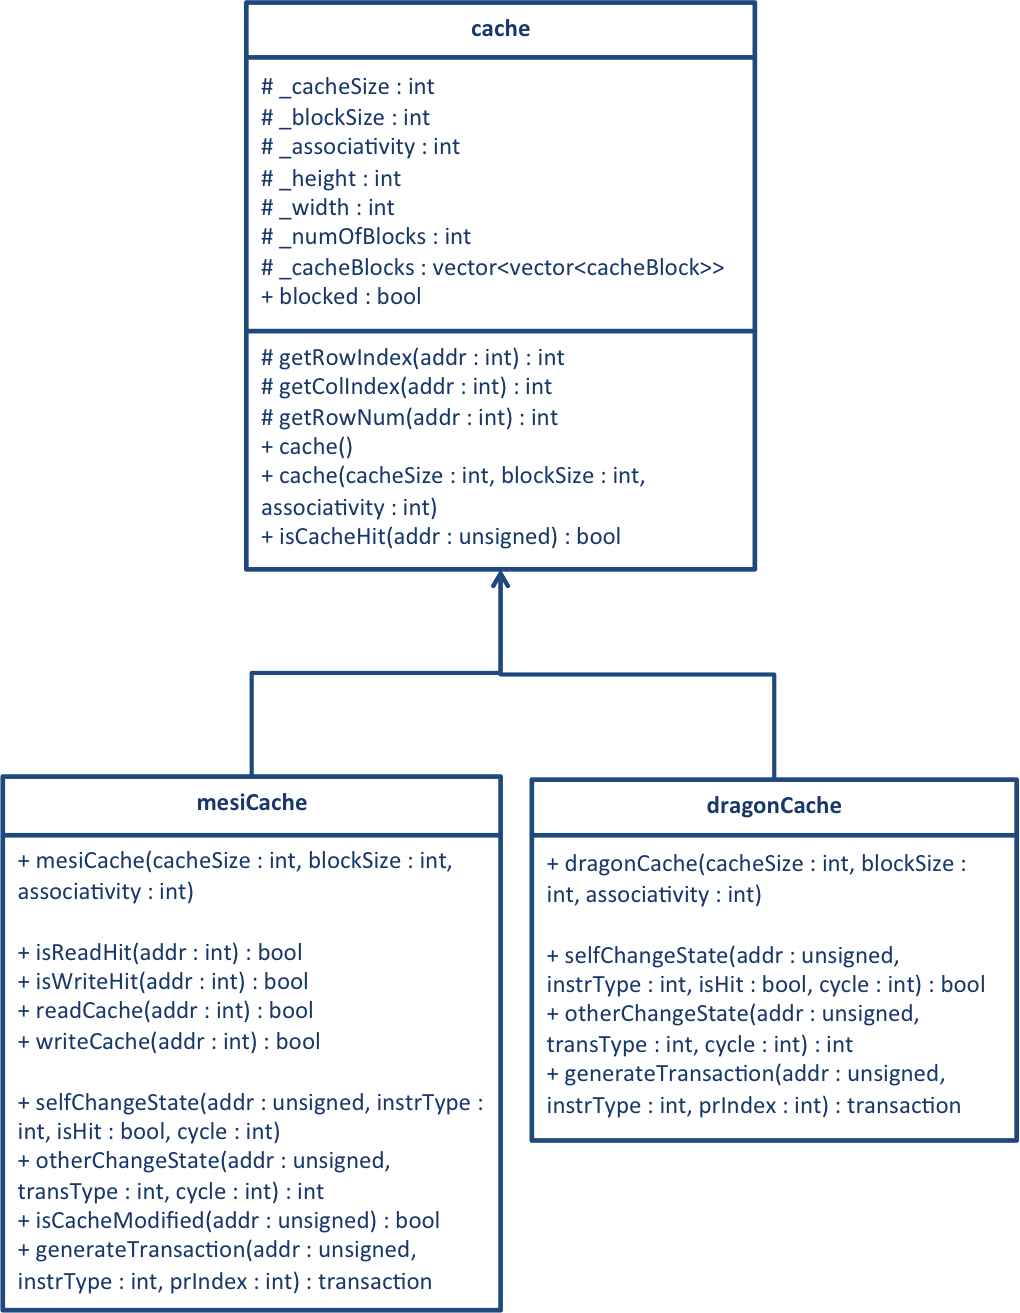 cache
# _cacheSize : int
# _blockSize : int
# _associativity : int
# _height : int
# _width : int
# _numOfBlocks : int
# _cacheBlocks : vector<vector<cacheBlock>>
+ blocked : bool
# getRowIndex(addr : int) : int
# getColIndex(addr : int) : int
# getRowNum(addr : int) : int
+ cache()
+ cache(cacheSize : int, blockSize : int,
associativity : int)
+ isCacheHit(addr : unsigned) : bool
mesiCache
+ mesiCache(cacheSize : int, blockSize : int,
associativity : int)
+ isReadHit(addr : int) : bool
+ isWriteHit(addr : int) : bool
+ readCache(addr : int) : bool
+ writeCache(addr : int) : bool
+ selfChangeState(addr : unsigned, instrType :
int, isHit : bool, cycle : int)
+ otherChangeState(addr : unsigned,
transType : int, cycle : int) : int
+ isCacheModified(addr : unsigned) : bool
+ generateTransaction(addr : unsigned,
instrType : int, prIndex : int) : transaction
dragonCache
+ dragonCache(cacheSize : int, blockSize :
int, associativity : int)
+ selfChangeState(addr : unsigned,
instrType : int, isHit : bool, cycle : int) : bool
+ otherChangeState(addr : unsigned,
transType : int, cycle : int) : int
+ generateTransaction(addr : unsigned,
instrType : int, prIndex : int) : transaction